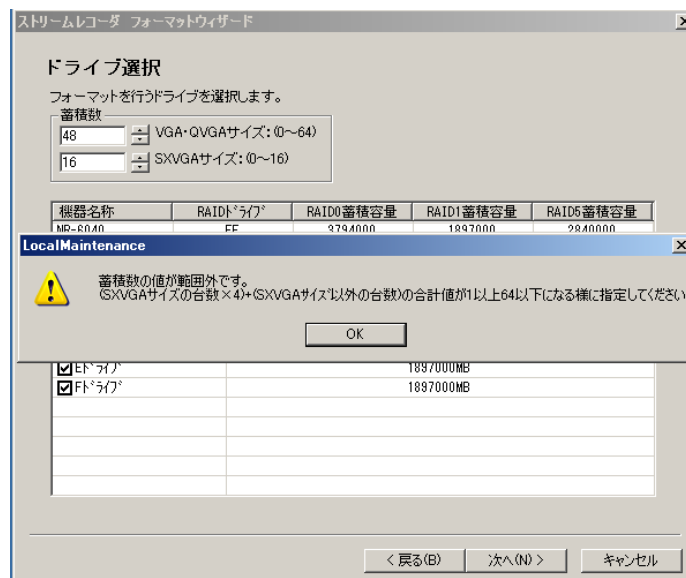 ストリームレコーダ フォーマットウィザード
ドライブ選択
フォーマットを行うドライブを選択します。
蓄積数
48 VGA・QVGAサイズ：(0～64)
16 SXVGAサイズ：(0～16)
機器名称 RAIDﾄﾞﾗｲﾌﾞ RAID0蓄積容量 RAID1蓄積容量 RAID5蓄積容量
NR-6040 EF 3794000 1897000 2840000
LocalMaintenance
蓄積数の値が範囲外です。
(SXVGAサイズの台数×4)+(SXVGAサイズ以外の台数)の合計値が1以上64以下になる様に指定してください
OK
Eﾄﾞﾗｲﾌﾞ 1897000MB
Fﾄﾞﾗｲﾌﾞ 1897000MB
< 戻る(B) 次へ(N) > キャンセル